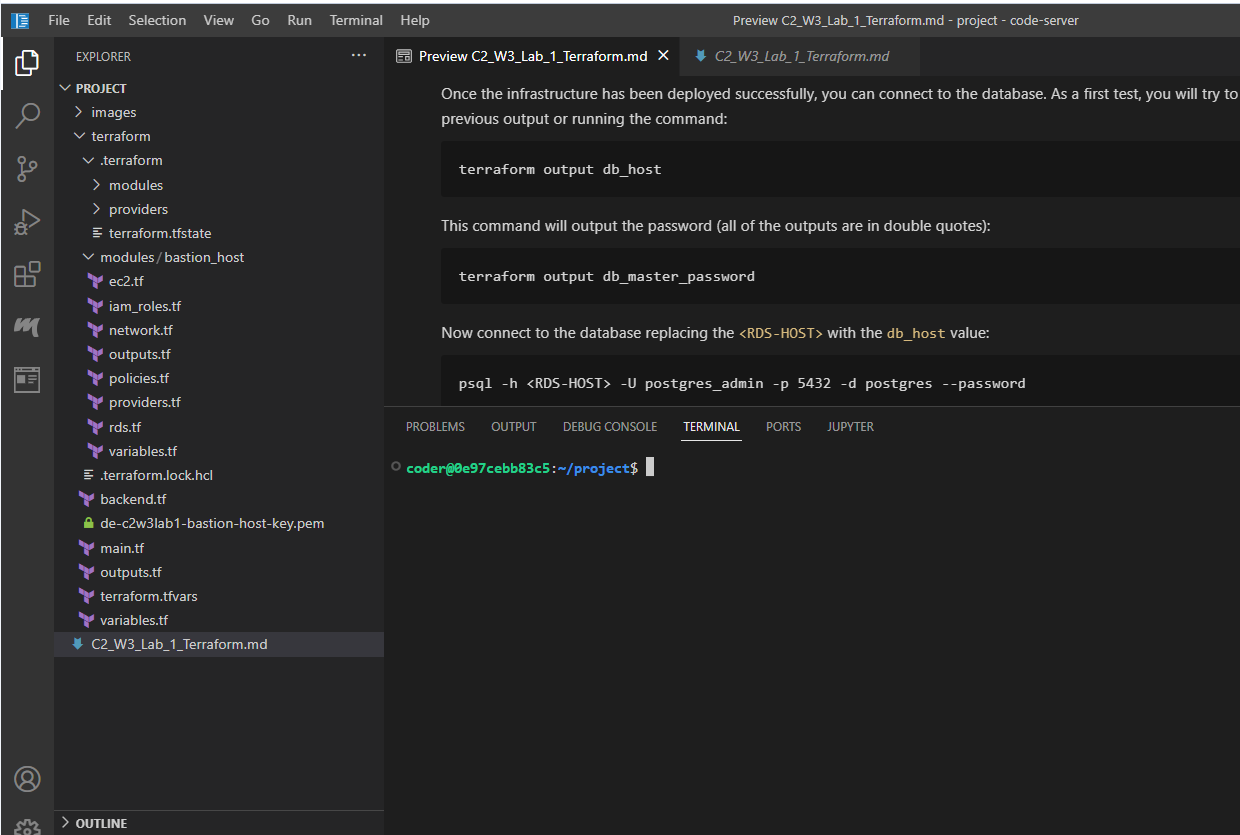 File Edit Selection View Go Run Terminal Help
Preview C2_W3_Lab_1_Terraform.md - project - code-server
EXPLORER
PROJECT
images
terraform
.terraform
modules
providers
terraform.tfstate
modules / bastion_host
ec2.tf
iam_roles.tf
network.tf
outputs.tf
policies.tf
providers.tf
rds.tf
variables.tf
.terraform.lock.hcl
backend.tf
de-c2w3lab1-bastion-host-key.pem
main.tf
outputs.tf
terraform.tfvars
variables.tf
C2_W3_Lab_1_Terraform.md
OUTLINE
Preview C2_W3_Lab_1_Terraform.md
C2_W3_Lab_1_Terraform.md
Once the infrastructure has been deployed successfully, you can connect to the database. As a first test, you will try to
previous output or running the command:
terraform output db_host
This command will output the password (all of the outputs are in double quotes):
terraform output db_master_password
Now connect to the database replacing the <RDS-HOST> with the db_host value:
psql -h <RDS-HOST> -U postgres_admin -p 5432 -d postgres --password
PROBLEMS OUTPUT DEBUG CONSOLE TERMINAL PORTS JUPYTER
coder@0e97cebb83c5:~/project$